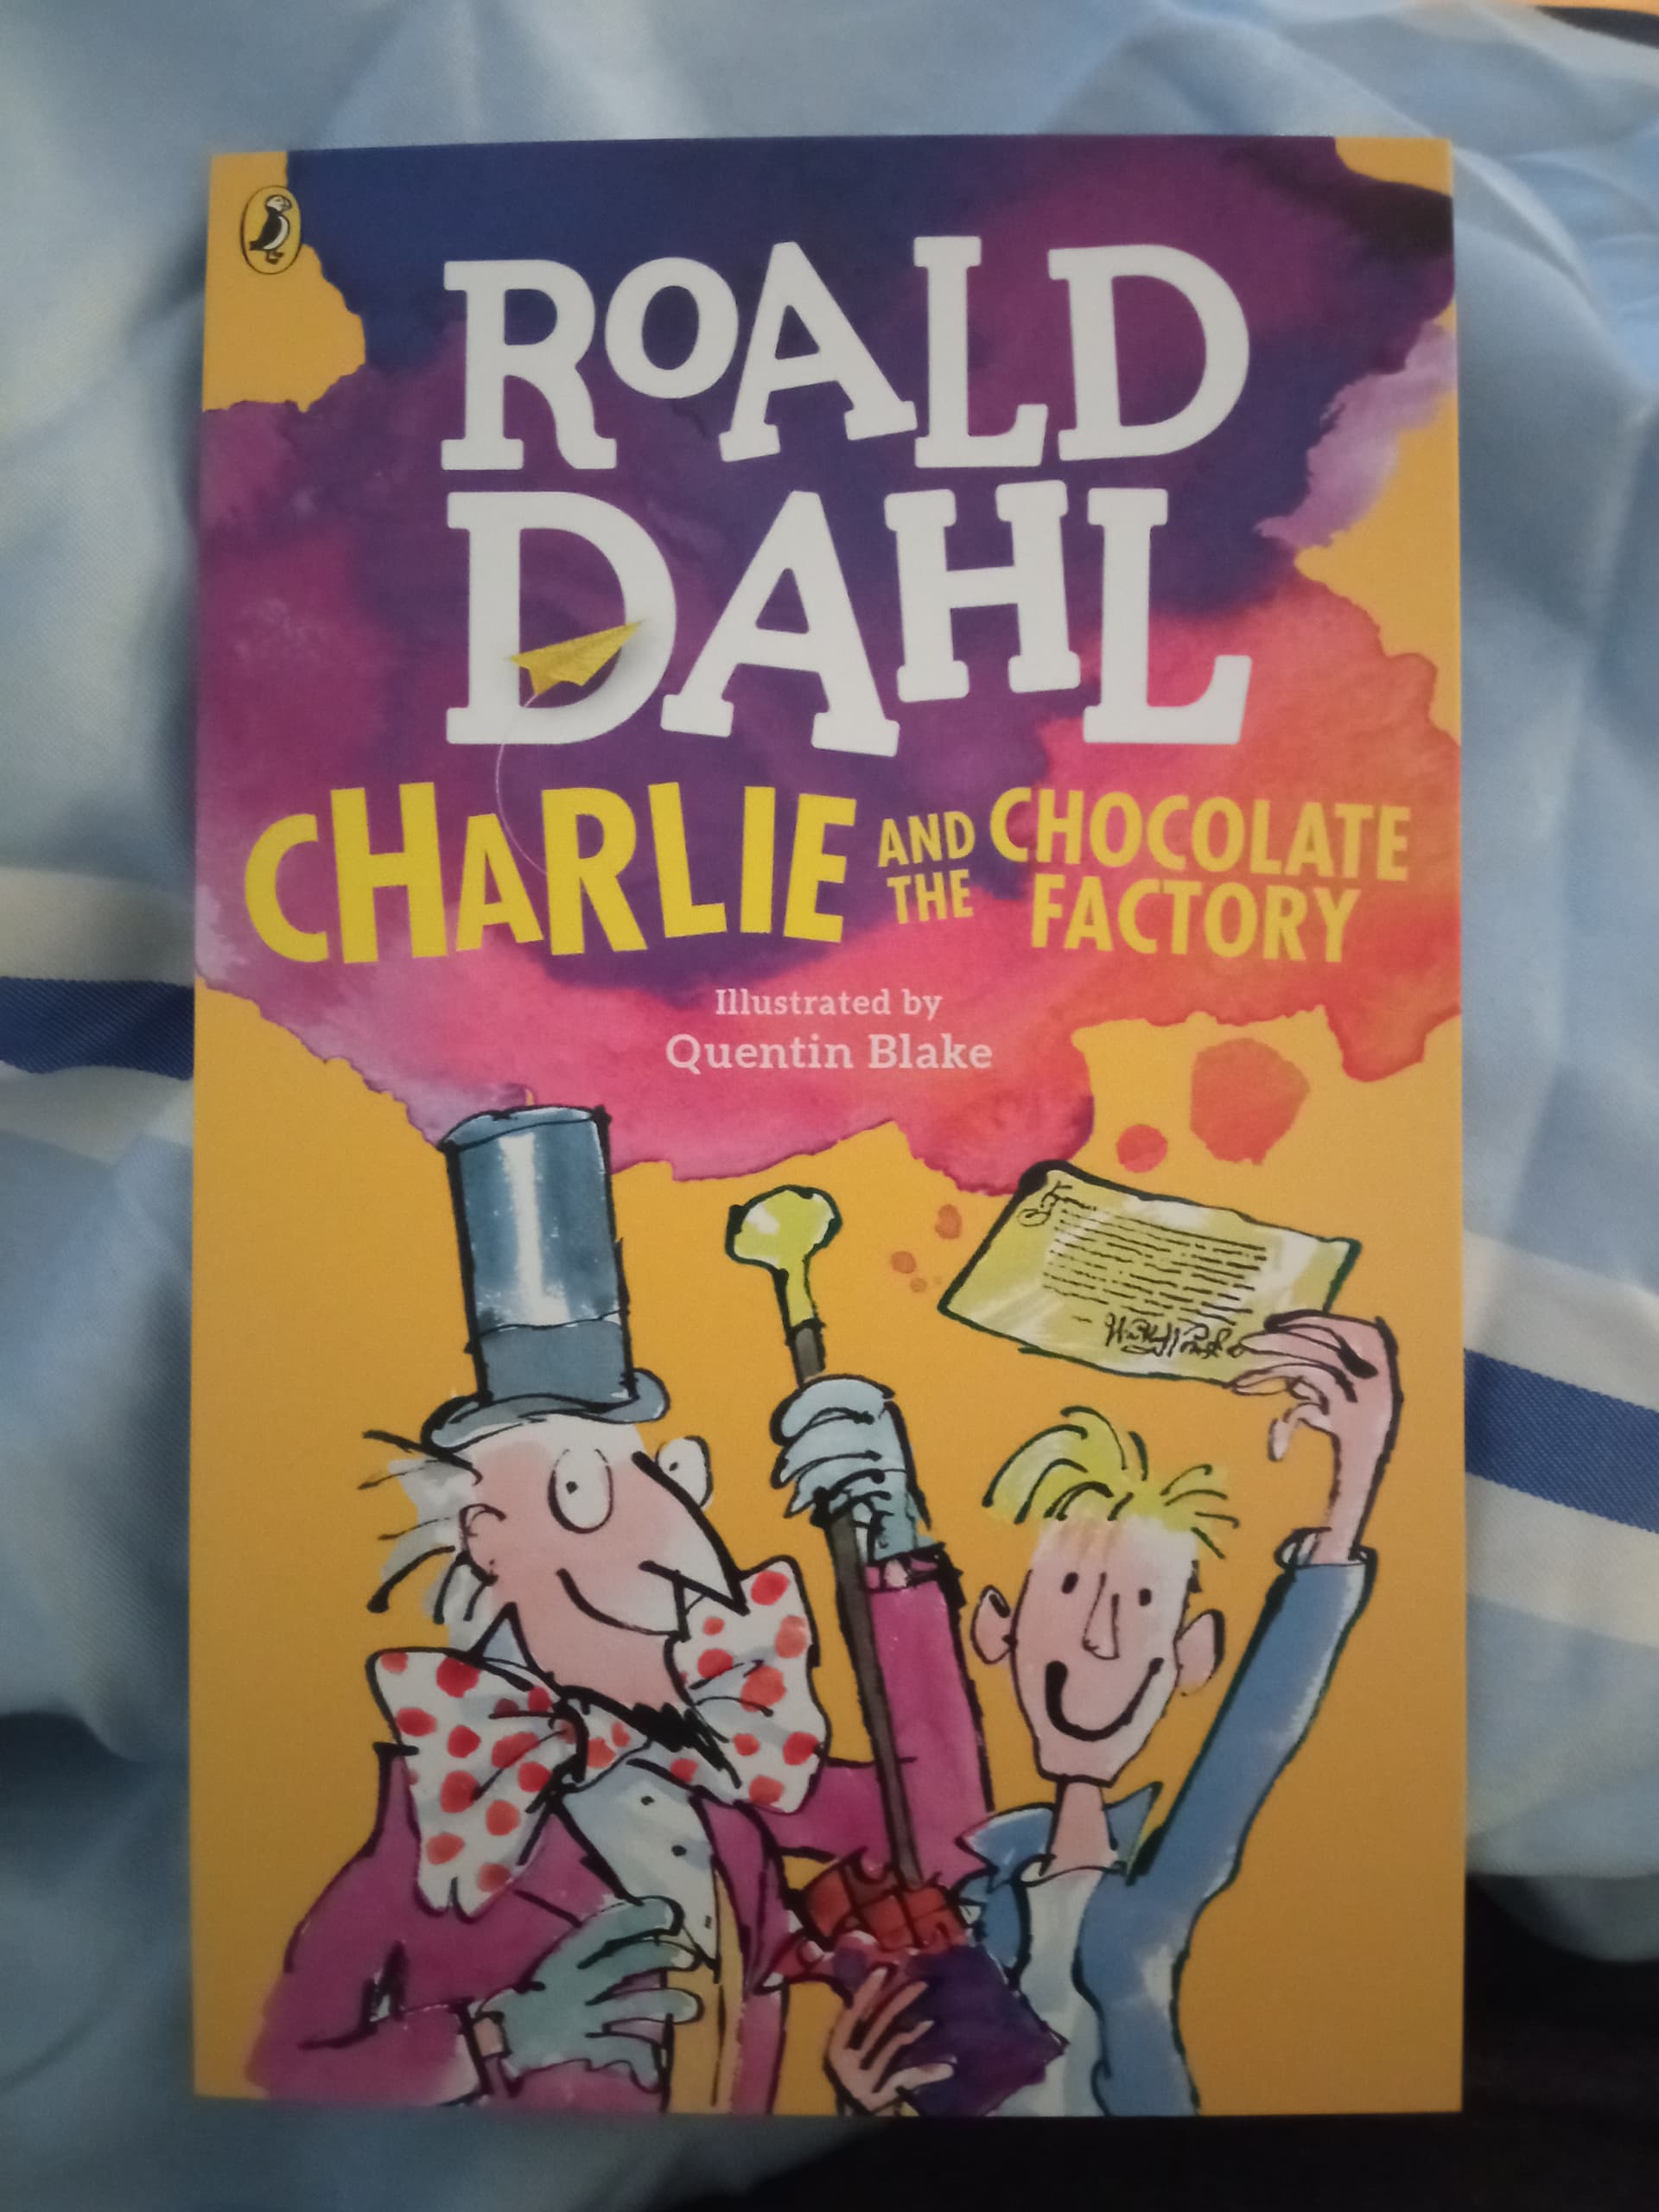 ROALD
DAHL
CHARLIE AND THE CHOCOLATE FACTORY
Illustrated by
Quentin Blake